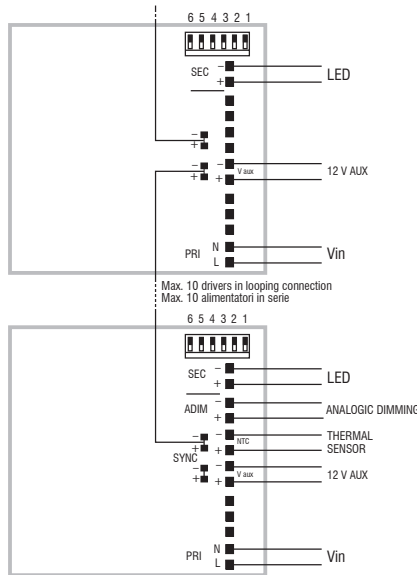 6 5 4 3 2 1
SEC
−
+
LED
−
+
−
+
−
+
V aux
12 V AUX
PRI
N
L
Vin
Max. 10 drivers in looping connection
Max. 10 alimentatori in serie
6 5 4 3 2 1
SEC
−
+
LED
ADIM
−
+
ANALOGIC DIMMING
−
+
SYNC
−
+
NTC
THERMAL
SENSOR
−
+
−
+
V aux
12 V AUX
PRI
N
L
Vin